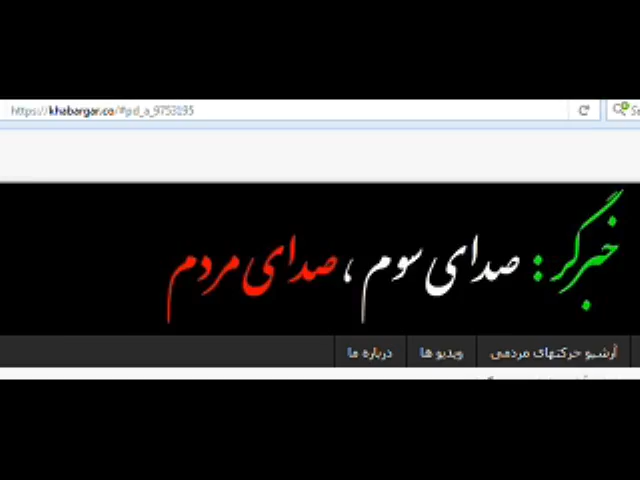 https://khabargar.co/#pd_a_9753195
خبرگر : صدای سوم ، صدای مردم
آرشیو حرکتهای مردمی ویدیو ها درباره ما